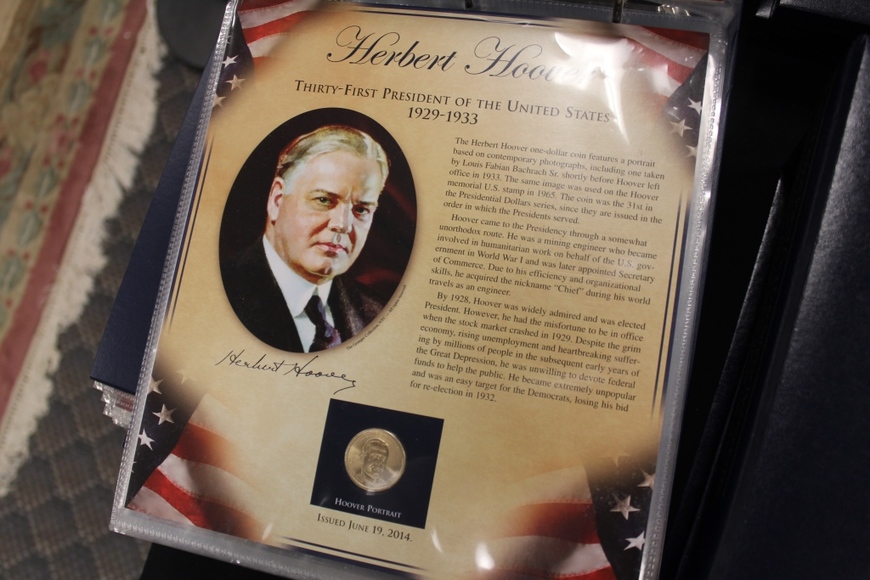 Herbert Hoover
THIRTY-FIRST PRESIDENT OF THE UNITED STATES
1929-1933
The Herbert Hoover one-dollar coin features a portrait
based on contemporary photographs, including one taken
by Louis Fabian Bachrach Sr. shortly before Hoover left
office in 1933. The same image was used on the Hoover
memorial U.S. stamp in 1965. The coin was the 31st in
the Presidential Dollars series, since they are issued in the
order in which the Presidents served.
Hoover came to the Presidency through a somewhat
unorthodox route. He was a mining engineer who became
involved in humanitarian work on behalf of the U.S. gov-
ernment in World War I and was later appointed Secretary
of Commerce. Due to his efficiency and organizational
skills, he acquired the nickname “Chief” during his world
travels as an engineer.
By 1928, Hoover was widely admired and was elected
President. However, he had the misfortune to be in office
when the stock market crashed in 1929. Despite the grim
economy, rising unemployment and heartbreaking suffer-
ing by millions of people in the subsequent early years of
the Great Depression, he was unwilling to devote federal
funds to help the public. He became extremely unpopular
and was an easy target for the Democrats, losing his bid
for re-election in 1932.
Herbert Hoover
HOOVER PORTRAIT
ISSUED JUNE 19, 2014.